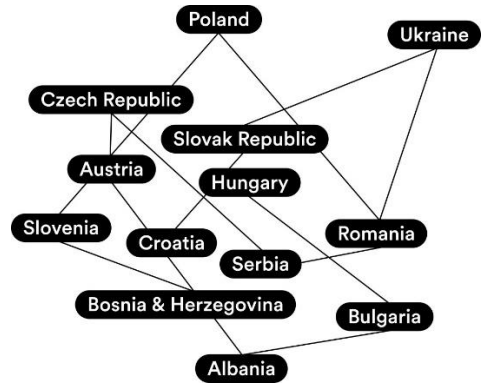 Poland
Ukraine
Czech Republic
Slovak Republic
Austria
Hungary
Slovenia
Croatia
Romania
Serbia
Bosnia & Herzegovina
Bulgaria
Albania